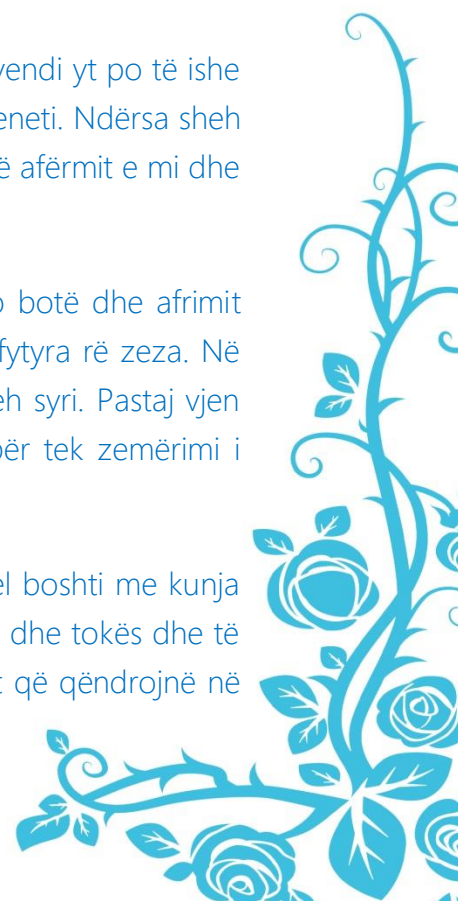 vendi yt po të ishe
eneti. Ndërsa sheh
ë afërmit e mi dhe
botë dhe afrimit
fytyra rë zeza. Në
eh syri. Pastaj vjen
për tek zemërimi i
el boshti me kunja
dhe tokës dhe të
që qëndrojnë në